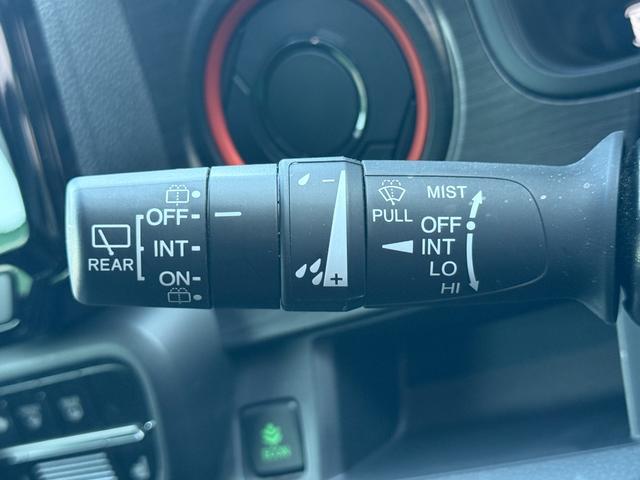 REAR
OFF
INT
ON
−
+
PULL
MIST
OFF
INT
LO
HI